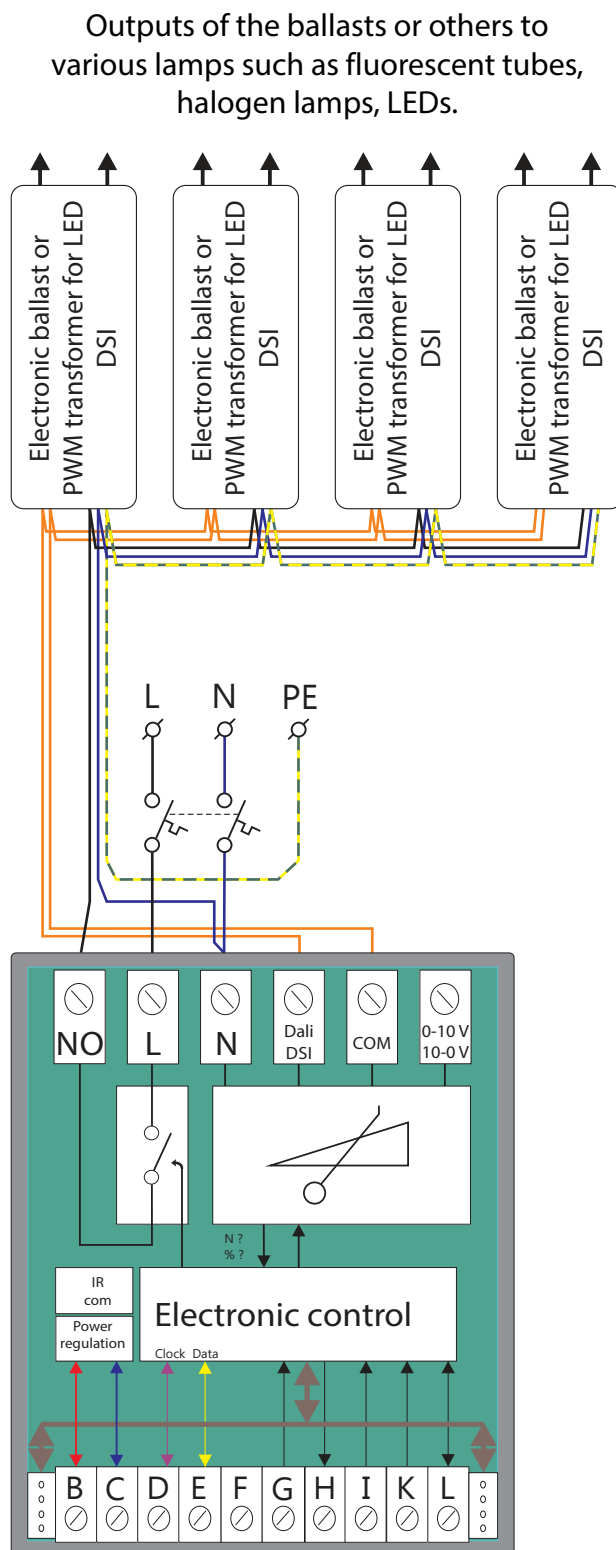 Outputs of the ballasts or others to
various lamps such as fluorescent tubes,
halogen lamps, LEDs.
Electronic ballast or
PWM transformer for LED
DSI
Electronic ballast or
PWM transformer for LED
DSI
Electronic ballast or
PWM transformer for LED
DSI
Electronic ballast or
PWM transformer for LED
DSI
L N PE
NO L N Dali COM 0-10 V
DSI 10-0 V
N ?
% ?
IR
com
Power
regulation
Electronic control
Clock Data
B C D E F G H I K L